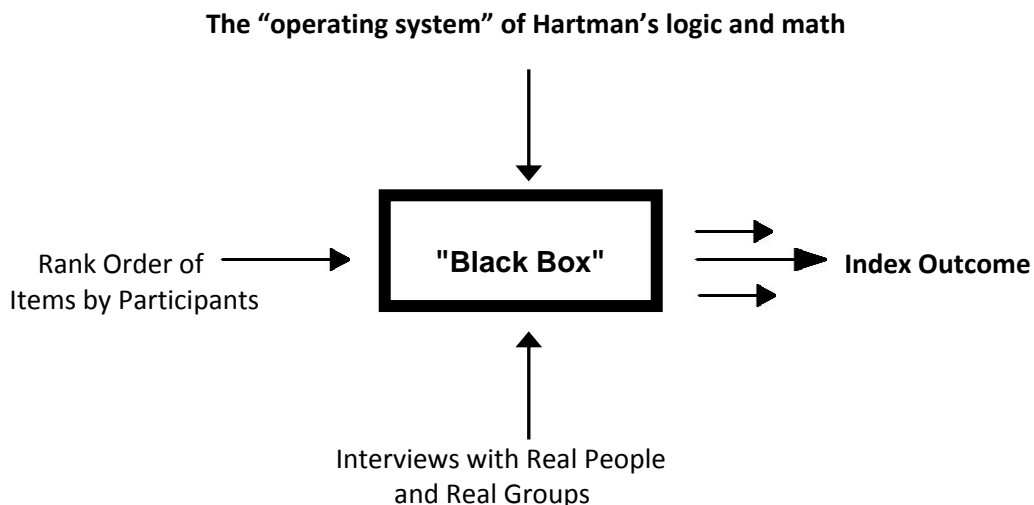 The “operating system” of Hartman’s logic and math
"Black Box"
Rank Order of
Items by Participants
Index Outcome
Interviews with Real People
and Real Groups